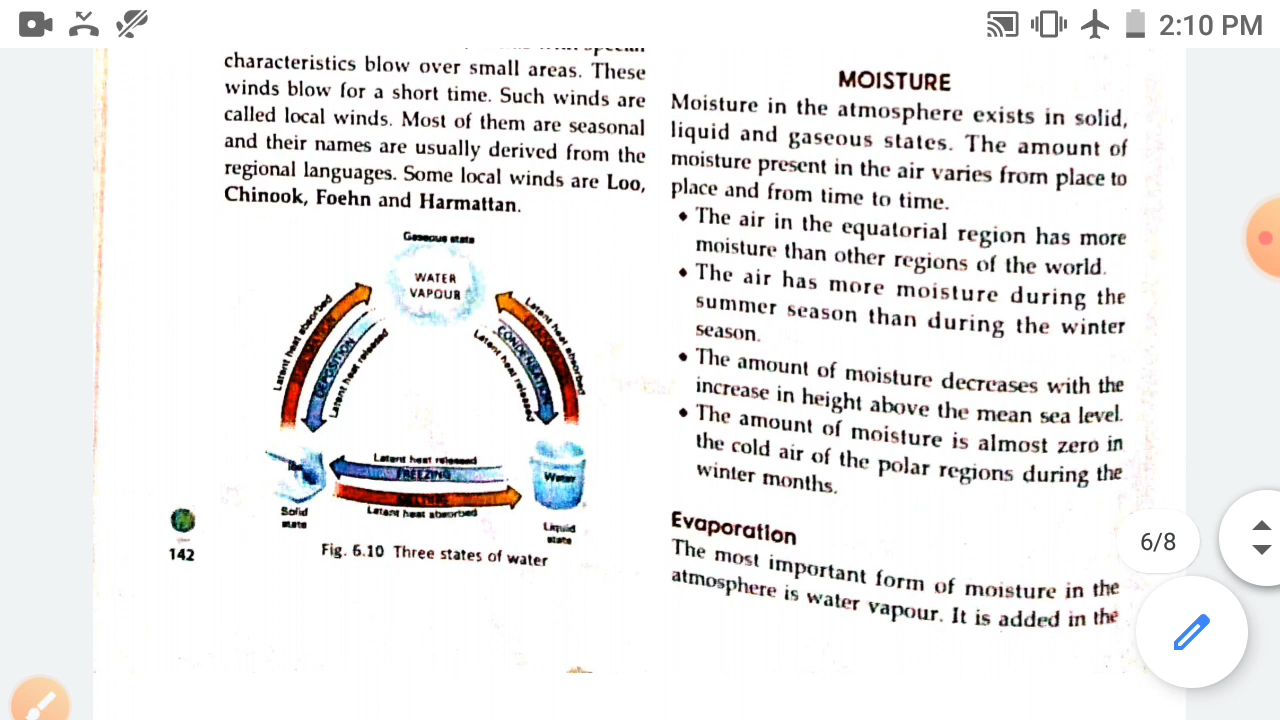 2:10 PM
characteristics blow over small areas. These
winds blow for a short time. Such winds are
called local winds. Most of them are seasonal
and their names are usually derived from the
regional languages. Some local winds are Loo,
Chinook, Foehn and Harmattan.
Gaseous state
WATER
VAPOUR
Latent heat absorbed
DEPOSITION
Latent heat released
Latent heat absorbed
CONDENSATION
Latent heat released
Latent heat released
FREEZING
Latent heat absorbed
Water
Solid
state
Liquid
state
Fig. 6.10 Three states of water
142
MOISTURE
Moisture in the atmosphere exists in solid,
liquid and gaseous states. The amount of
moisture present in the air varies from place to
place and from time to time.
• The air in the equatorial region has more
moisture than other regions of the world.
• The air has more moisture during the
summer season than during the winter
season.
• The amount of moisture decreases with the
increase in height above the mean sea level.
• The amount of moisture is almost zero in
the cold air of the polar regions during the
winter months.
Evaporation
The most important form of moisture in the
atmosphere is water vapour. It is added in the
6/8